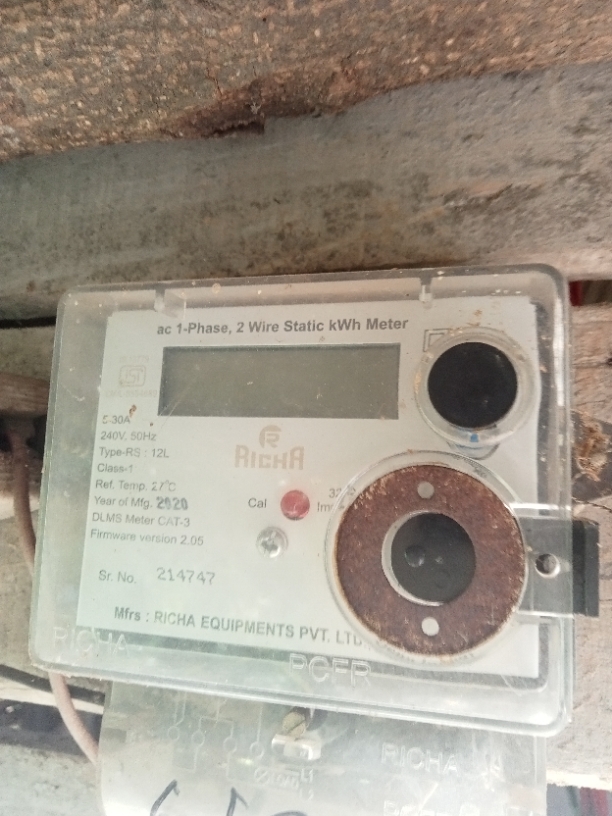 ac 1-Phase, 2 Wire Static kWh Meter
5-30A
240V, 50Hz
Type-RS : 12L
Class-1
Ref. Temp. 27°C
Year of Mfg. 2020
DLMS Meter CAT-3
Firmware version 2.05
RICHA
Cal
Sr. No. 214747
Mfrs : RICHA EQUIPMENTS PVT. LTD.
RICHA
PCFR
RICHA